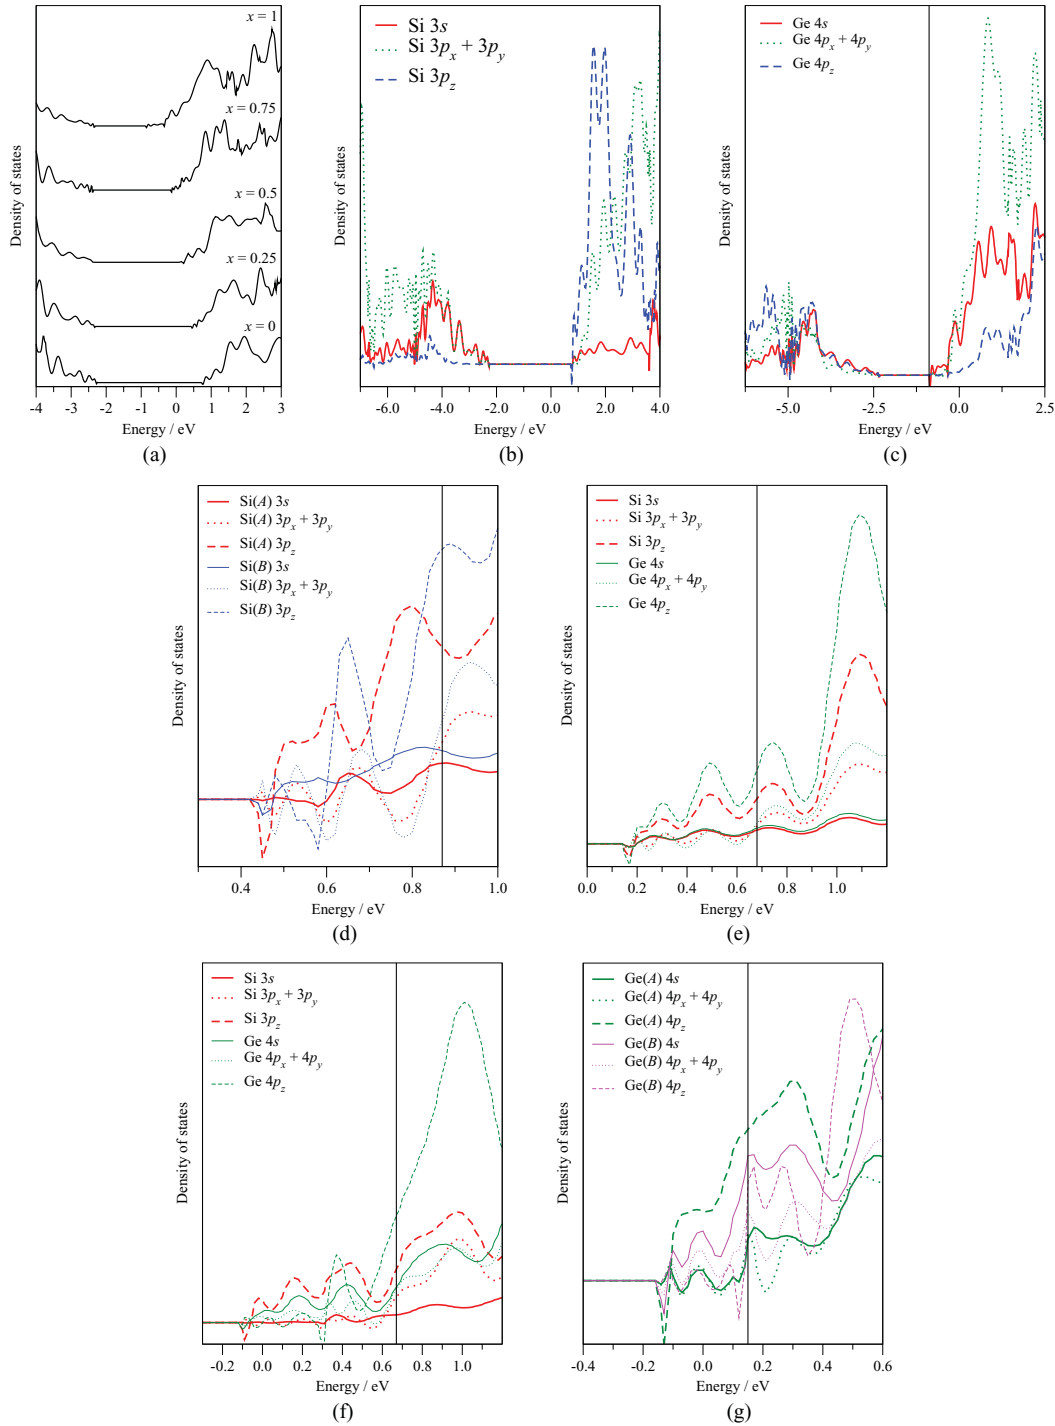 x = 1
x = 0.75
x = 0.5
x = 0.25
x = 0
Density of states
-4 -3 -2 -1 0 1 2 3
Energy / eV
(a)
Si 3s
Si 3px + 3py
Si 3pz
Density of states
-6.0 -4.0 -2.0 0.0 2.0 4.0
Energy / eV
(b)
Ge 4s
Ge 4px + 4py
Ge 4pz
Density of states
-5.0 -2.5 0.0 2.5
Energy / eV
(c)
Si(A) 3s
Si(A) 3px + 3py
Si(A) 3pz
Si(B) 3s
Si(B) 3px + 3py
Si(B) 3pz
Density of states
0.4 0.6 0.8 1.0
Energy / eV
(d)
Si 3s
Si 3px + 3py
Si 3pz
Ge 4s
Ge 4px + 4py
Ge 4pz
Density of states
0.0 0.2 0.4 0.6 0.8 1.0
Energy / eV
(e)
Si 3s
Si 3px + 3py
Si 3pz
Ge 4s
Ge 4px + 4py
Ge 4pz
Density of states
-0.2 0.0 0.2 0.4 0.6 0.8 1.0
Energy / eV
(f)
Ge(A) 4s
Ge(A) 4px + 4py
Ge(A) 4pz
Ge(B) 4s
Ge(B) 4px + 4py
Ge(B) 4pz
Density of states
-0.4 -0.2 0.0 0.2 0.4 0.6
Energy / eV
(g)